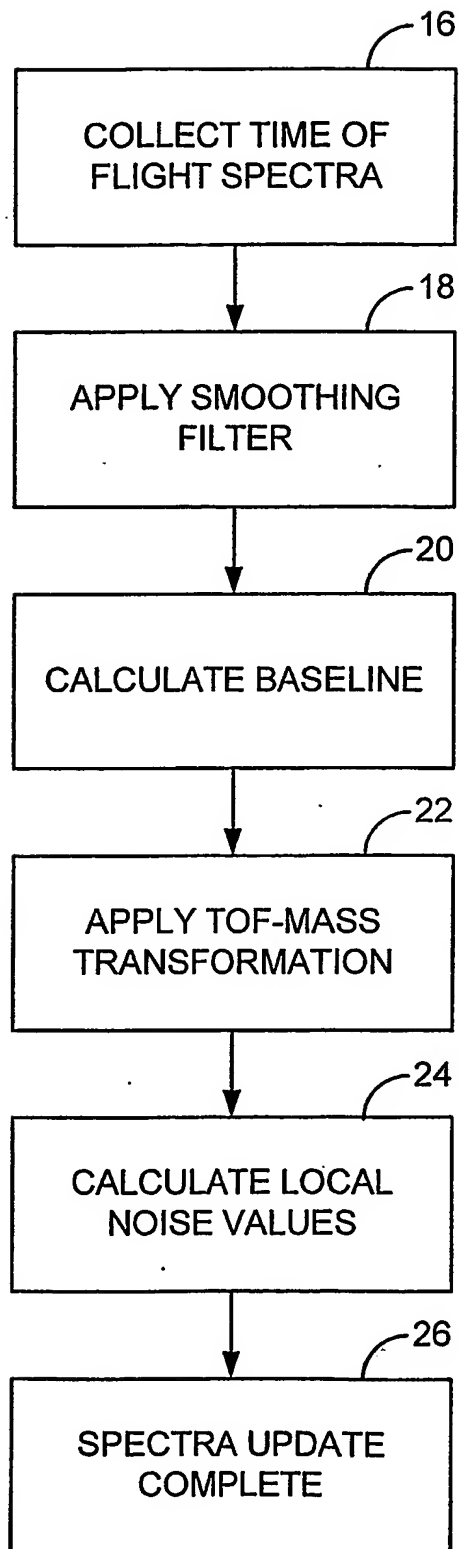 16
COLLECT TIME OF
FLIGHT SPECTRA
18
APPLY SMOOTHING
FILTER
20
CALCULATE BASELINE
22
APPLY TOF-MASS
TRANSFORMATION
24
CALCULATE LOCAL
NOISE VALUES
26
SPECTRA UPDATE
COMPLETE